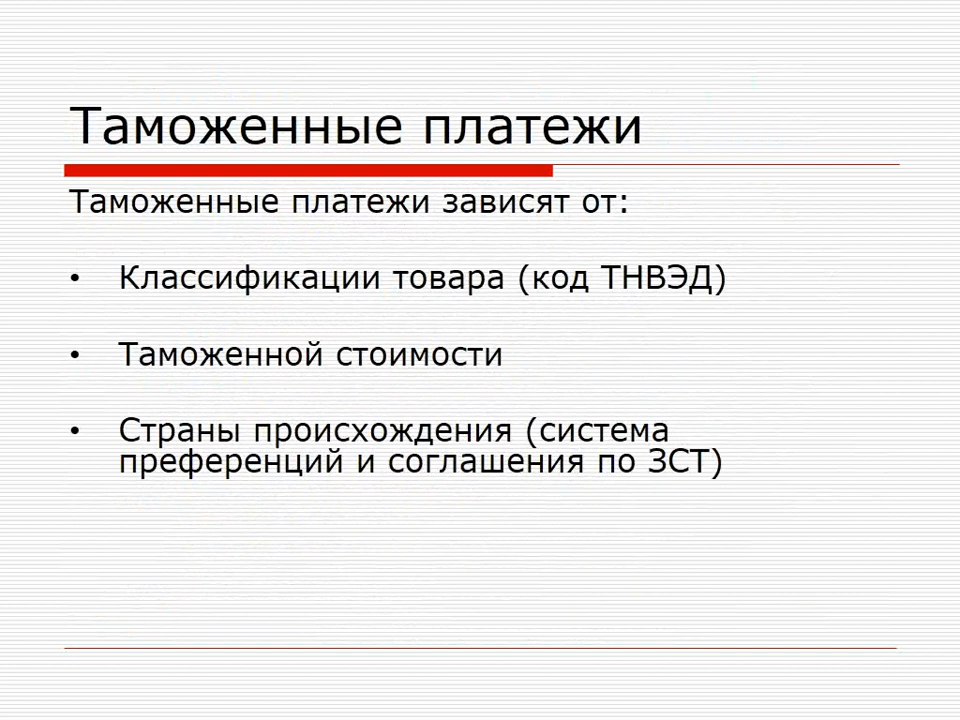 Таможенные платежи
Таможенные платежи зависят от:
• Классификации товара (код ТНВЭД)
• Таможенной стоимости
• Страны происхождения (система
преференций и соглашения по ЗСТ)